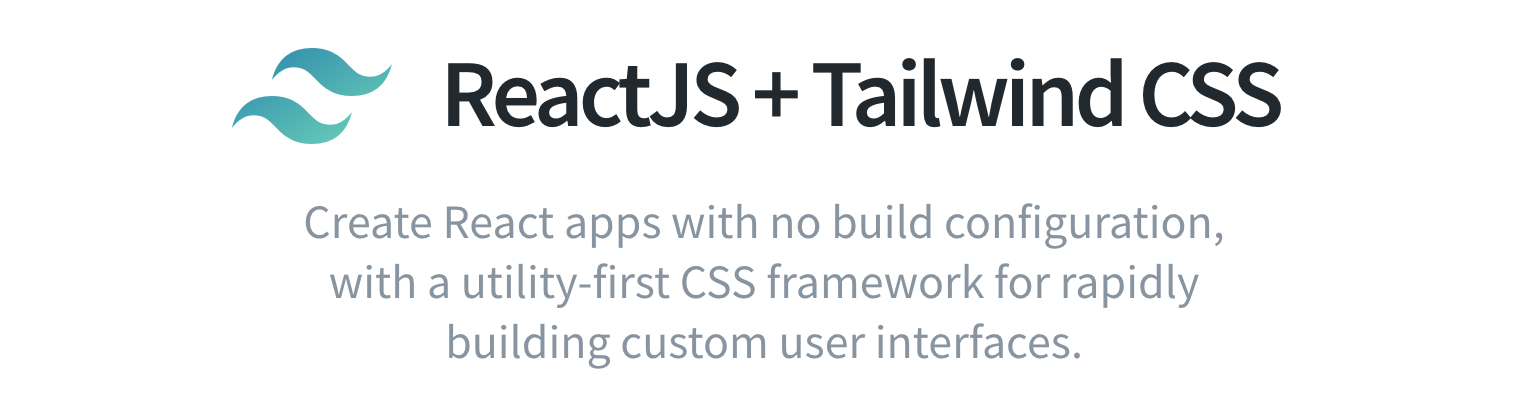 ReactJS + Tailwind CSS
Create React apps with no build configuration,
with a utility-first CSS framework for rapidly
building custom user interfaces.